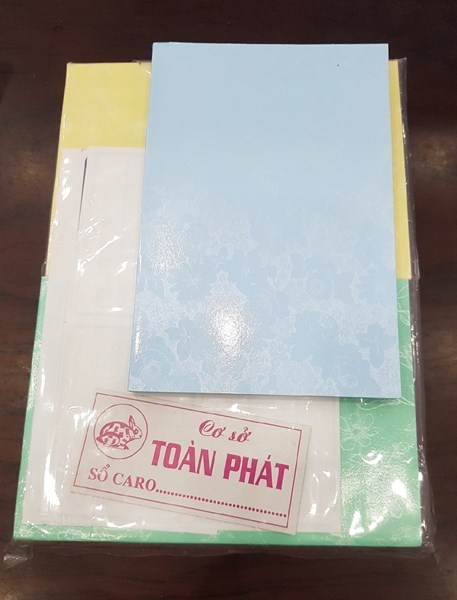 Cơ sở
TOÀN PHÁT
SỔ CARO...............................................